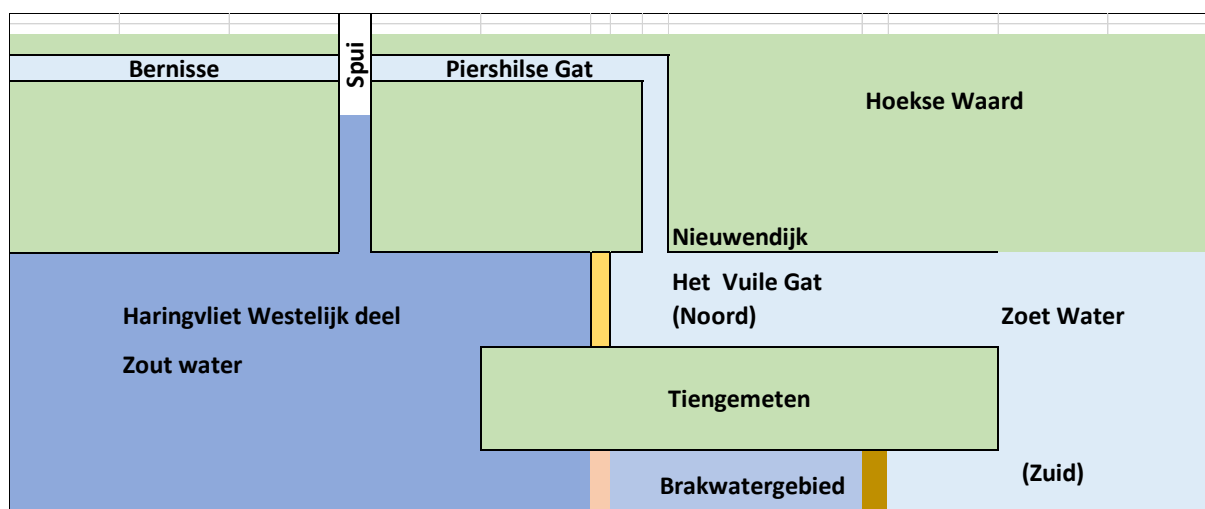 Bernisse
Spui
Piershilse Gat
Hoekse Waard
Nieuwendijk
Het Vuile Gat
(Noord)
Haringvliet Westelijk deel
Zoet Water
Zout water
Tiengemeten
Brakwatergebied
(Zuid)